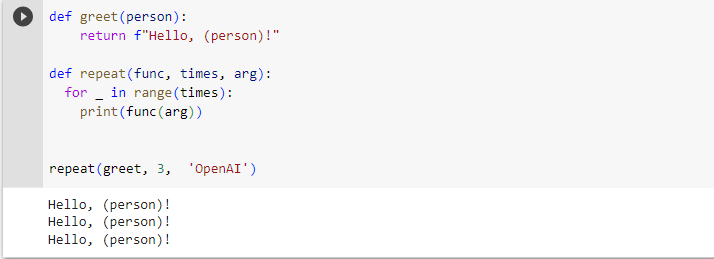 def greet(person):
    return f"Hello, (person)!"

def repeat(func, times, arg):
  for _ in range(times):
    print(func(arg))


repeat(greet, 3,  'OpenAI')
Hello, (person)!
Hello, (person)!
Hello, (person)!